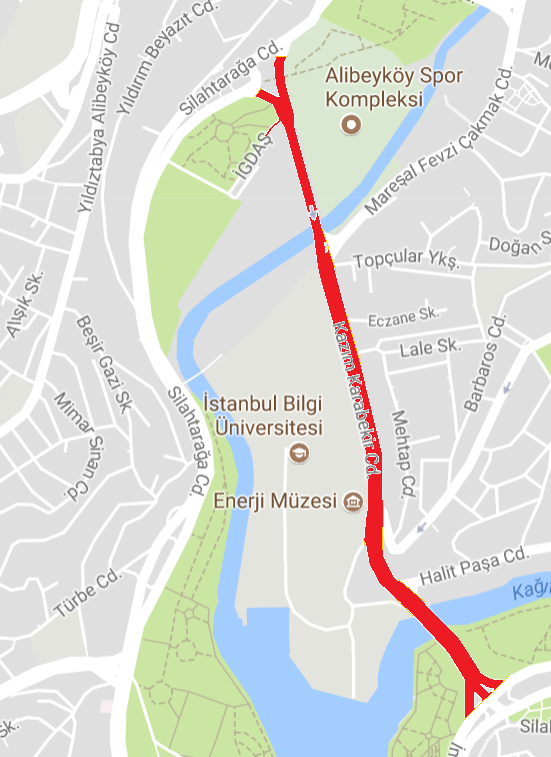 Yıldıztabya Alibeyköy Cd
Yıldırım Beyazıt Cd.
Silahtarağa Cd.
Alibeyköy Spor
Kompleksi
İGDAŞ
Mareşal Fevzi Çakmak Cd.
Topçular Ykş.
Doğan S
Alışık Sk.
Beşir Gazi Sk
Eczane Sk.
Lale Sk.
Barbaros Cd.
Kazım Karabekir Cd.
Mimar Sinan Cd.
Silahtarağa Cd.
İstanbul Bilgi
Üniversitesi
Mehtap Cd.
Enerji Müzesi
Halit Paşa Cd.
Türbe Cd.
Kağı
Sk.
Silal